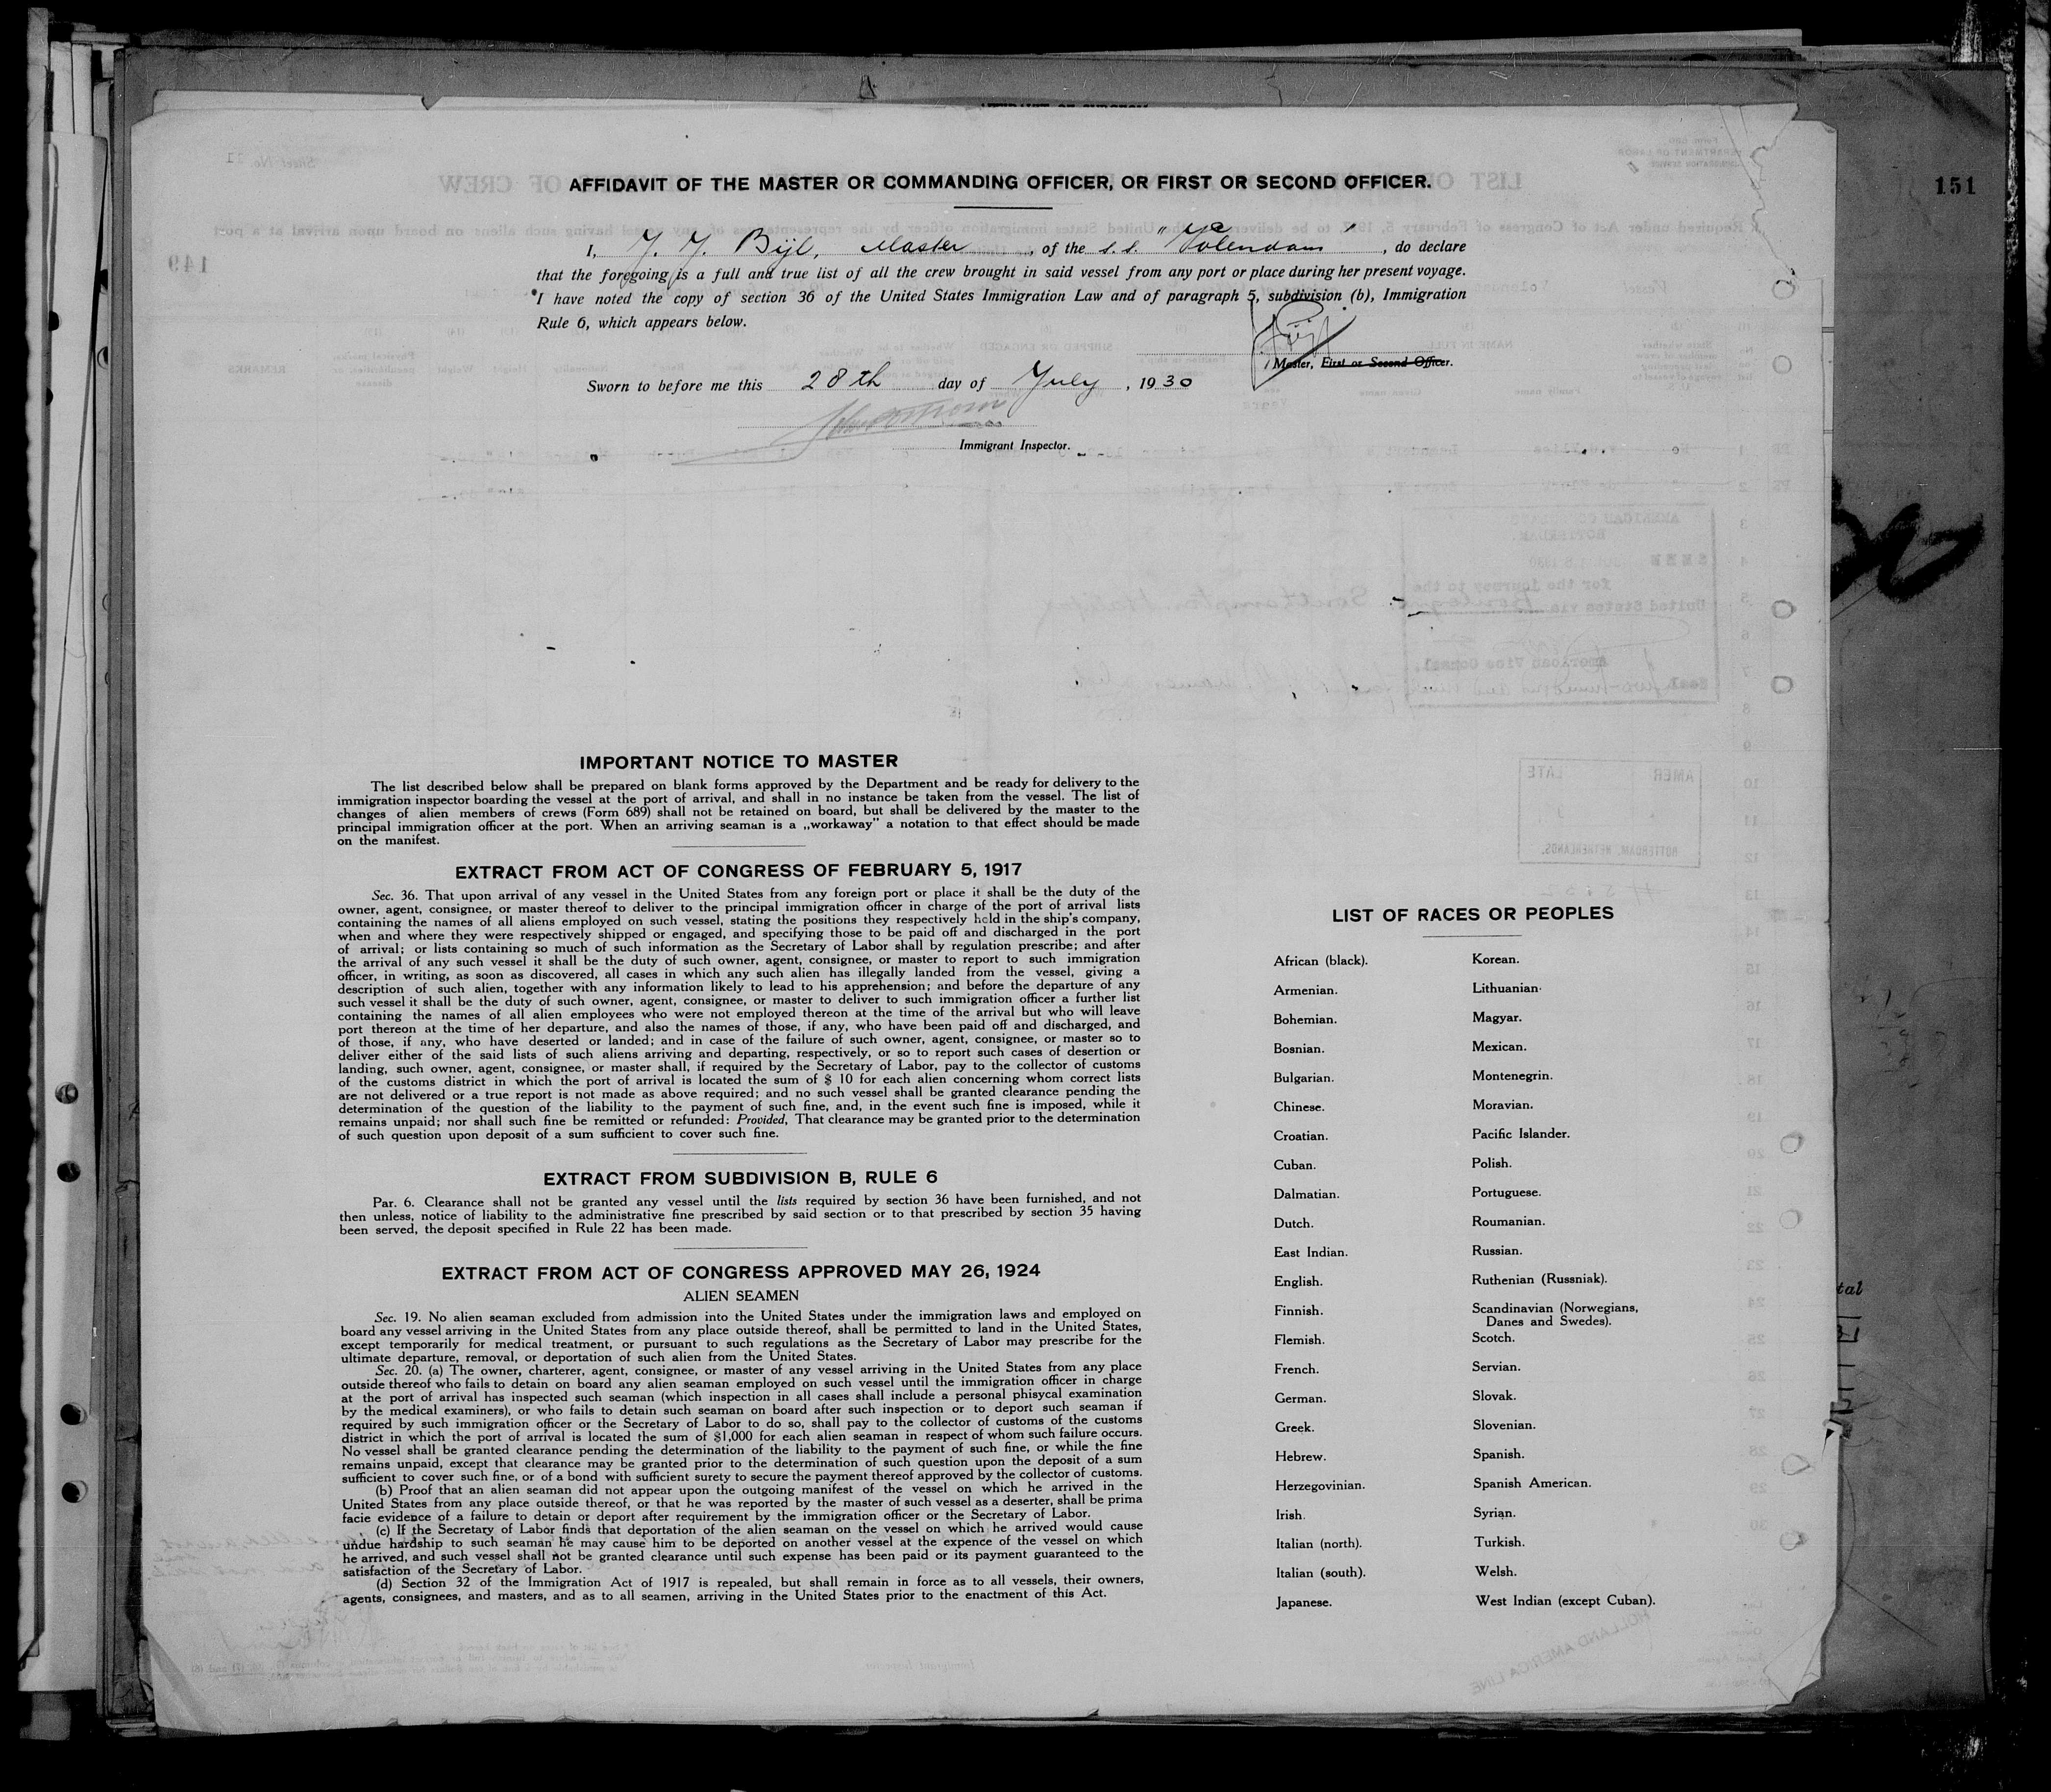 151
AFFIDAVIT OF THE MASTER OR COMMANDING OFFICER, OR FIRST OR SECOND OFFICER.
I, J. J. Bijl, Master, of the s.s. "Volendam", do declare
that the foregoing is a full and true list of all the crew brought in said vessel from any port or place during her present voyage.
I have noted the copy of section 36 of the United States Immigration Law and of paragraph 5, subdivision (b), Immigration
Rule 6, which appears below.
Bijl
Master, First or Second Officer.
Sworn to before me this 28th day of July, 1930
Immigrant Inspector.
IMPORTANT NOTICE TO MASTER
The list described below shall be prepared on blank forms approved by the Department and be ready for delivery to the
immigration inspector boarding the vessel at the port of arrival, and shall in no instance be taken from the vessel. The list of
changes of alien members of crews (Form 689) shall not be retained on board, but shall be delivered by the master to the
principal immigration officer at the port. When an arriving seaman is a „workaway” a notation to that effect should be made
on the manifest.
EXTRACT FROM ACT OF CONGRESS OF FEBRUARY 5, 1917
Sec. 36. That upon arrival of any vessel in the United States from any foreign port or place it shall be the duty of the
owner, agent, consignee, or master thereof to deliver to the principal immigration officer in charge of the port of arrival lists
containing the names of all aliens employed on such vessel, stating the positions they respectively held in the ship's company,
when and where they were respectively shipped or engaged, and specifying those to be paid off and discharged in the port
of arrival; or lists containing so much of such information as the Secretary of Labor shall by regulation prescribe; and after
the arrival of any such vessel it shall be the duty of such owner, agent, consignee, or master to report to such immigration
officer, in writing, as soon as discovered, all cases in which any such alien has illegally landed from the vessel, giving a
description of such alien, together with any information likely to lead to his apprehension; and before the departure of any
such vessel it shall be the duty of such owner, agent, consignee, or master to deliver to such immigration officer a further list
containing the names of all alien employees who were not employed thereon at the time of the arrival but who will leave
port thereon at the time of her departure, and also the names of those, if any, who have been paid off and discharged, and
of those, if any, who have deserted or landed; and in case of the failure of such owner, agent, consignee, or master so to
deliver either of the said lists of such aliens arriving and departing, respectively, or so to report such cases of desertion or
landing, such owner, agent, consignee, or master shall, if required by the Secretary of Labor, pay to the collector of customs
of the customs district in which the port of arrival is located the sum of $ 10 for each alien concerning whom correct lists
are not delivered or a true report is not made as above required; and no such vessel shall be granted clearance pending the
determination of the question of the liability to the payment of such fine, and, in the event such fine is imposed, while it
remains unpaid; nor shall such fine be remitted or refunded: Provided, That clearance may be granted prior to the determination
of such question upon deposit of a sum sufficient to cover such fine.
EXTRACT FROM SUBDIVISION B, RULE 6
Par. 6. Clearance shall not be granted any vessel until the lists required by section 36 have been furnished, and not
then unless, notice of liability to the administrative fine prescribed by said section or to that prescribed by section 35 having
been served, the deposit specified in Rule 22 has been made.
EXTRACT FROM ACT OF CONGRESS APPROVED MAY 26, 1924
ALIEN SEAMEN
Sec. 19. No alien seaman excluded from admission into the United States under the immigration laws and employed on
board any vessel arriving in the United States from any place outside thereof, shall be permitted to land in the United States,
except temporarily for medical treatment, or pursuant to such regulations as the Secretary of Labor may prescribe for the
ultimate departure, removal, or deportation of such alien from the United States.
Sec. 20. (a) The owner, charterer, agent, consignee, or master of any vessel arriving in the United States from any place
outside thereof who fails to detain on board any alien seaman employed on such vessel until the immigration officer in charge
at the port of arrival has inspected such seaman (which inspection in all cases shall include a personal phisycal examination
by the medical examiners), or who fails to detain such seaman on board after such inspection or to deport such seaman if
required by such immigration officer or the Secretary of Labor to do so, shall pay to the collector of customs of the customs
district in which the port of arrival is located the sum of $1,000 for each alien seaman in respect of whom such failure occurs.
No vessel shall be granted clearance pending the determination of the liability to the payment of such fine, or while the fine
remains unpaid, except that clearance may be granted prior to the determination of such question upon the deposit of a sum
sufficient to cover such fine, or of a bond with sufficient surety to secure the payment thereof approved by the collector of customs.
(b) Proof that an alien seaman did not appear upon the outgoing manifest of the vessel on which he arrived in the
United States from any place outside thereof, or that he was reported by the master of such vessel as a deserter, shall be prima
facie evidence of a failure to detain or deport after requirement by the immigration officer or the Secretary of Labor.
(c) If the Secretary of Labor finds that deportation of the alien seaman on the vessel on which he arrived would cause
undue hardship to such seaman he may cause him to be deported on another vessel at the expence of the vessel on which
he arrived, and such vessel shall not be granted clearance until such expense has been paid or its payment guaranteed to the
satisfaction of the Secretary of Labor.
(d) Section 32 of the Immigration Act of 1917 is repealed, but shall remain in force as to all vessels, their owners,
agents, consignees, and masters, and as to all seamen, arriving in the United States prior to the enactment of this Act.
LIST OF RACES OR PEOPLES
African (black). Korean.
Armenian. Lithuanian.
Bohemian. Magyar.
Bosnian. Mexican.
Bulgarian. Montenegrin.
Chinese. Moravian.
Croatian. Pacific Islander.
Cuban. Polish.
Dalmatian. Portuguese.
Dutch. Roumanian.
East Indian. Russian.
English. Ruthenian (Russniak).
Finnish. Scandinavian (Norwegians,
Danes and Swedes).
Flemish. Scotch.
French. Servian.
German. Slovak.
Greek. Slovenian.
Hebrew. Spanish.
Herzegovinian. Spanish American.
Irish. Syrian.
Italian (north). Turkish.
Italian (south). Welsh.
Japanese. West Indian (except Cuban).